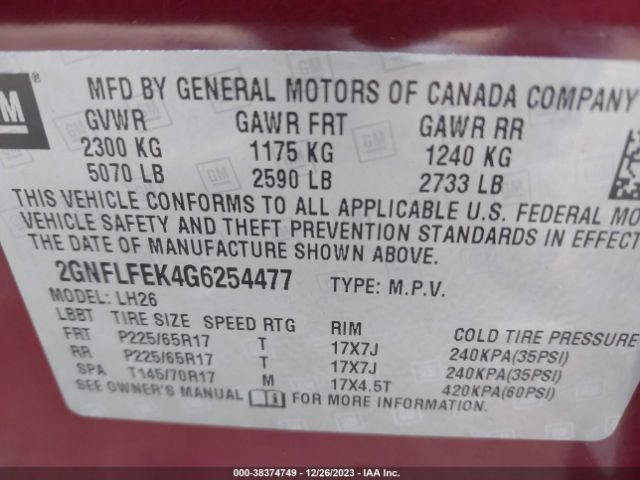 GM ®
MFD BY GENERAL MOTORS OF CANADA COMPANY
GVWR GAWR FRT GAWR RR
2300 KG 1175 KG 1240 KG
5070 LB 2590 LB 2733 LB
THIS VEHICLE CONFORMS TO ALL APPLICABLE U.S. FEDERAL MO
VEHICLE SAFETY AND THEFT PREVENTION STANDARDS IN EFFECT
THE DATE OF MANUFACTURE SHOWN ABOVE.
2GNFLFEK4G6254477 TYPE: M.P.V.
MODEL: LH26
LBBT TIRE SIZE SPEED RTG RIM COLD TIRE PRESSURE
FRT P225/65R17 T 17X7J 240KPA(35PSI)
RR P225/65R17 T 17X7J 240KPA(35PSI)
SPA T145/70R17 M 17X4.5T 420KPA(60PSI)
SEE OWNER'S MANUAL FOR MORE INFORMATION.
000-38374749 - 12/26/2023 - IAA Inc.